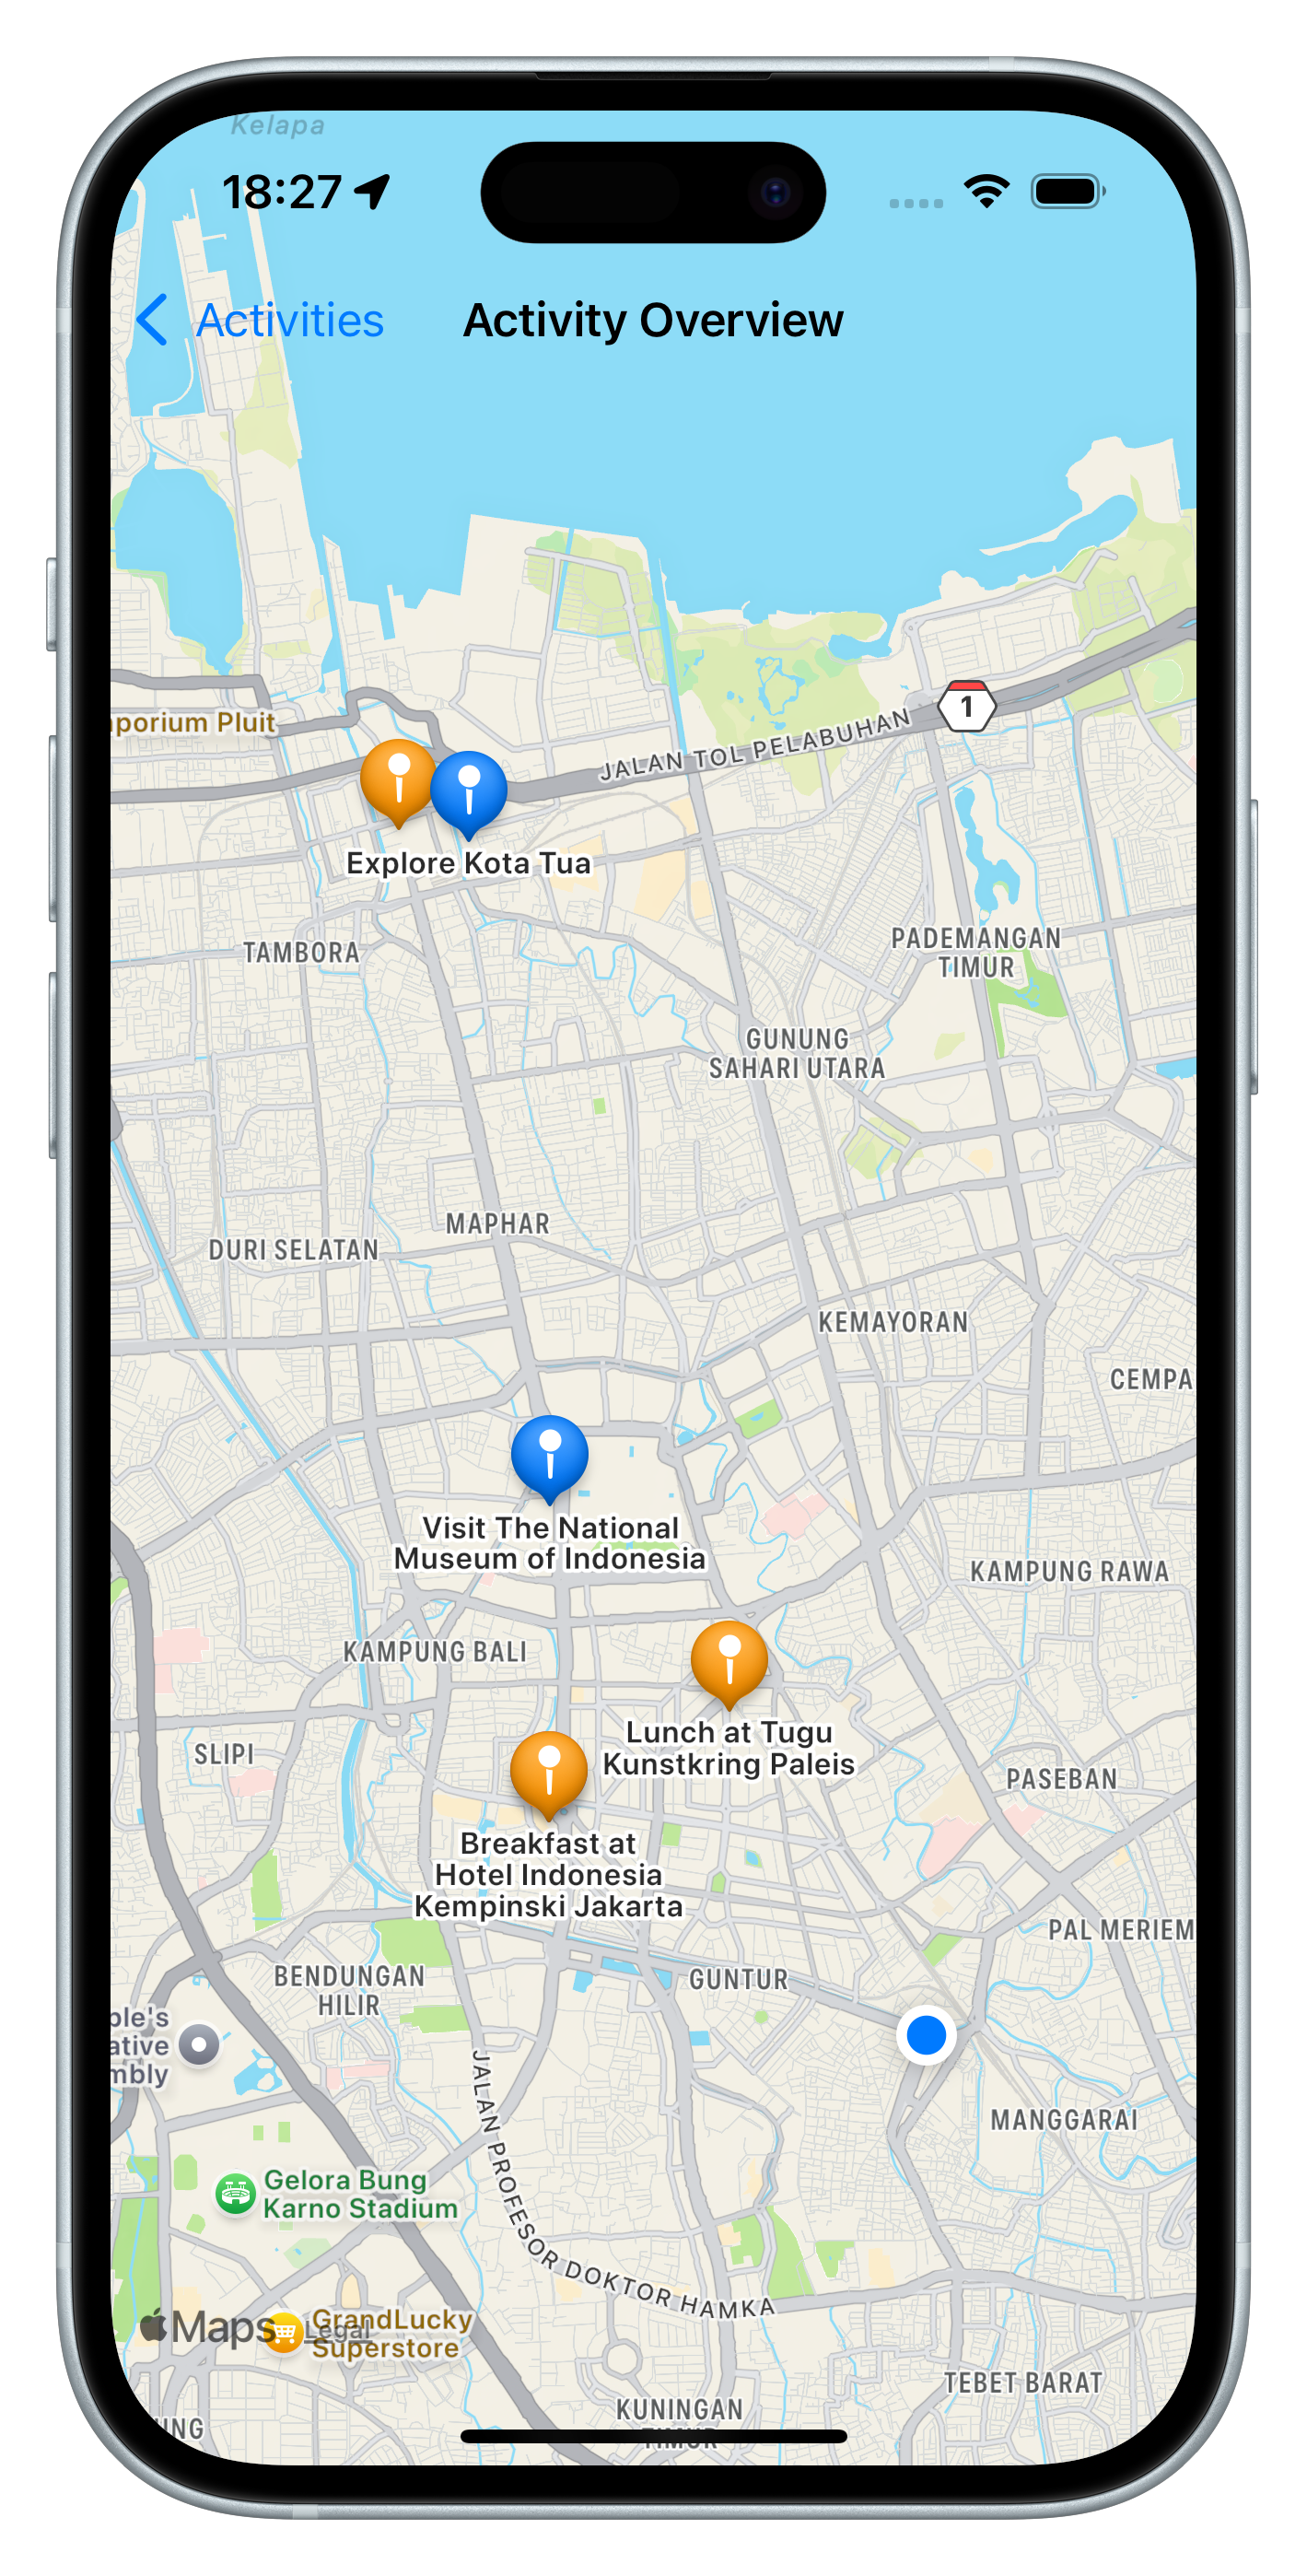 Kelapa
18:27
Activities
Activity Overview
1
JALAN TOL PELABUHAN
porium Pluit
Explore Kota Tua
TAMBORA
PADEMANGAN
TIMUR
GUNUNG
SAHARI UTARA
MAPHAR
DURI SELATAN
KEMAYORAN
CEMPA
Visit The National
Museum of Indonesia
KAMPUNG RAWA
KAMPUNG BALI
Lunch at Tugu
Kunstkring Paleis
SLIPI
PASEBAN
Breakfast at
Hotel Indonesia
Kempinski Jakarta
PAL MERIEM
BENDUNGAN
HILIR
GUNTUR
ple's
ative
mbly
JALAN PROFESOR DOKTOR HAMKA
MANGGARAI
Gelora Bung
Karno Stadium
Maps
Legal
GrandLucky
Superstore
TEBET BARAT
KUNINGAN
TIMUR
UNG